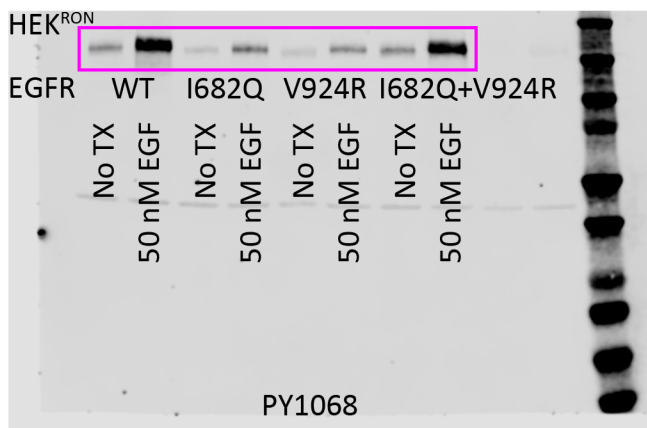 HEK^RON
EGFR WT I682Q V924R I682Q+V924R
No TX 50 nM EGF No TX 50 nM EGF No TX 50 nM EGF No TX 50 nM EGF
PY1068